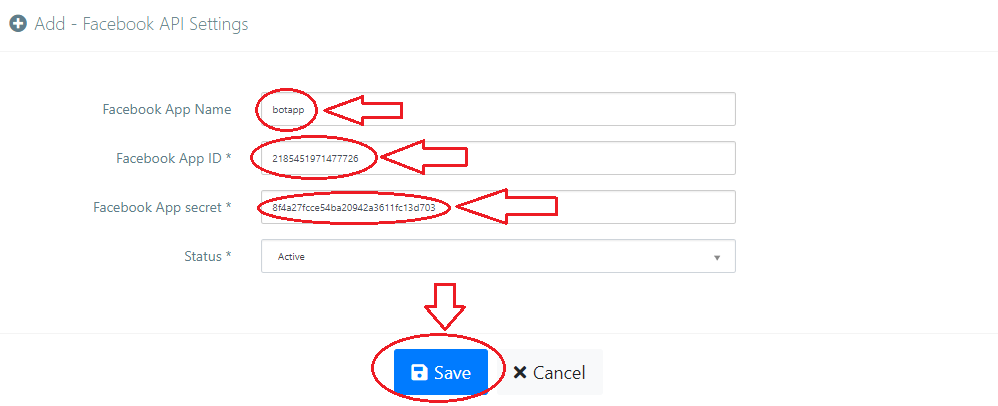 Add - Facebook API Settings
Facebook App Name botapp
Facebook App ID * 2185451971477726
Facebook App secret * 8f4a27fcce54ba20942a3611fc13d703
Status * Active
Save Cancel